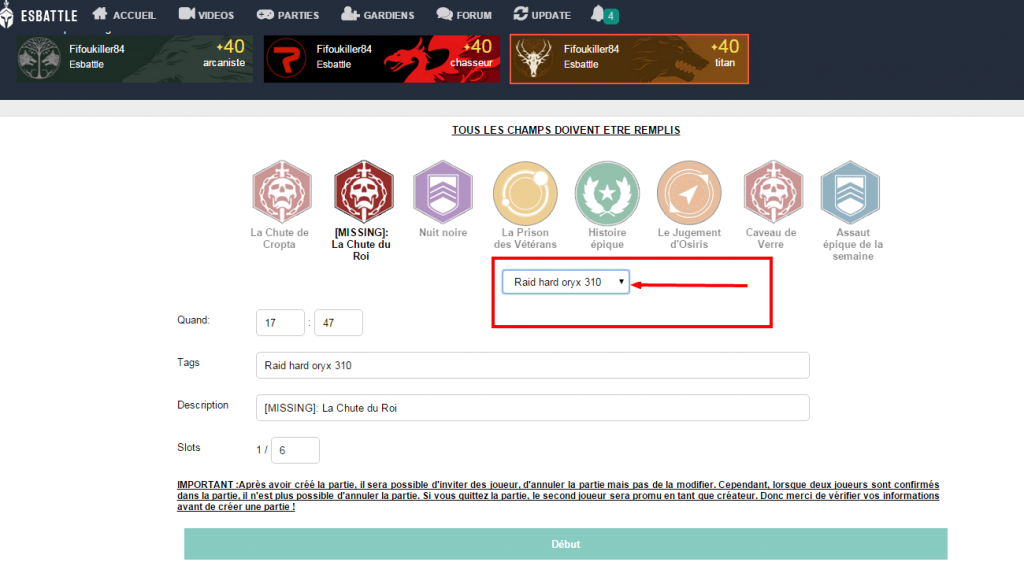 ESBATTLE ACCUEIL VIDEOS PARTIES GARDIENS FORUM UPDATE 4
Fifoukiller84 +40
Esbattle arcaniste
Fifoukiller84 +40
Esbattle chasseur
Fifoukiller84 +40
Esbattle titan
TOUS LES CHAMPS DOIVENT ETRE REMPLIS
La Chute de
Cropta
[MISSING]:
La Chute du
Roi
Nuit noire
La Prison
des Vétérans
Histoire
épique
Le Jugement
d'Osiris
Caveau de
Verre
Assaut
épique de la
semaine
Raid hard oryx 310
Quand: 17 : 47
Tags Raid hard oryx 310
Description [MISSING]: La Chute du Roi
Slots 1 / 6
IMPORTANT :Après avoir créé la partie, il sera possible d'inviter des joueur, d'annuler la partie mais pas de la modifier. Cependant, lorsque deux joueurs sont confirmés
dans la partie, il n'est plus possible d'annuler la partie. Si vous quittez la partie, le second joueur sera promu en tant que créateur. Donc merci de vérifier vos informations
avant de créer une partie !
Début